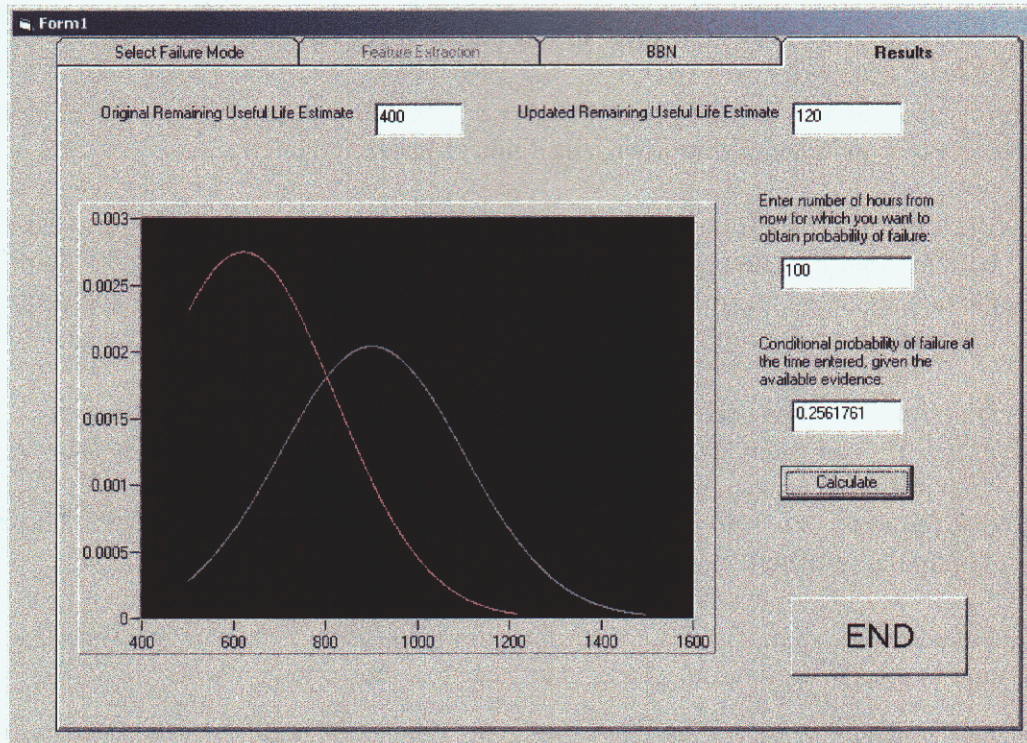 Form1
Select Failure Mode
Feature Extraction
BBN
Results
Original Remaining Useful Life Estimate
400
Updated Remaining Useful Life Estimate
120
Enter number of hours from
now for which you want to
obtain probability of failure:
100
Conditional probability of failure at
the time entered, given the
available evidence.
0.2561761
Calculate
END
0.003
0.0025
0.002
0.0015
0.001
0.0005
0
400 600 800 1000 1200 1400 1600